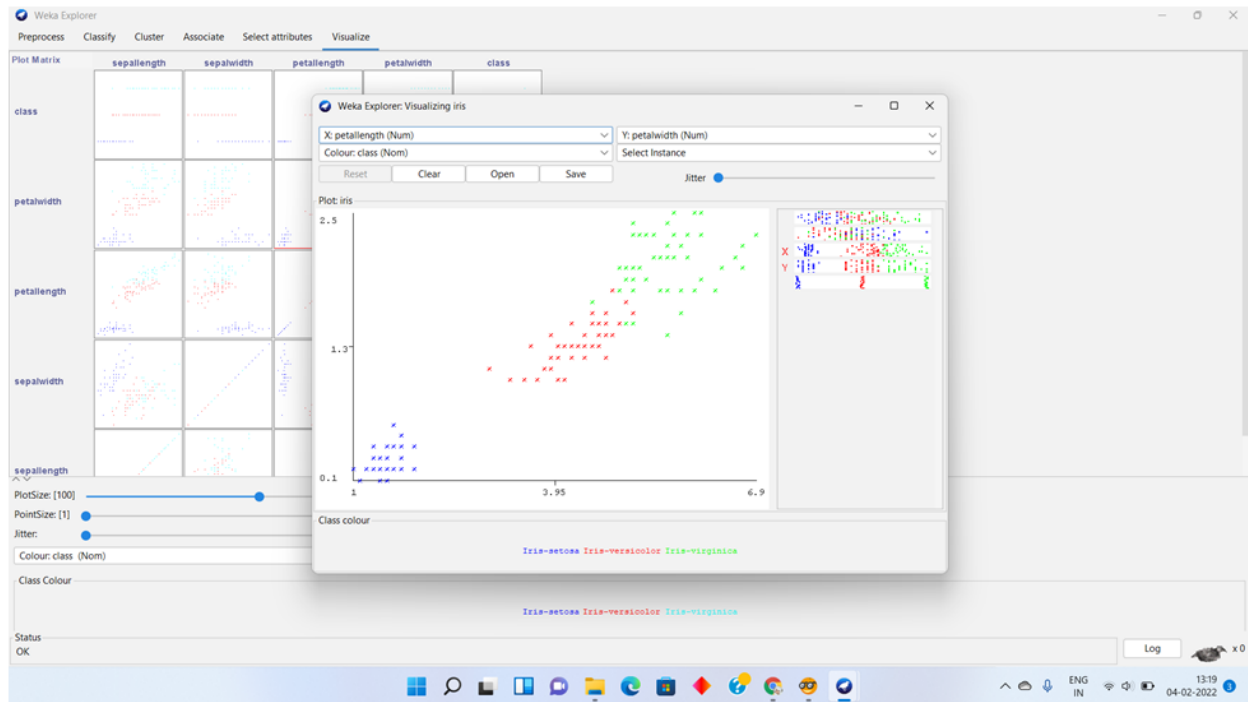 Weka Explorer
Preprocess Classify Cluster Associate Select attributes Visualize
Plot Matrix sepallength sepalwidth petallength petalwidth class
class
petalwidth
petallength
sepalwidth
sepallength
Weka Explorer: Visualizing iris
X: petallength (Num) Y: petalwidth (Num)
Colour: class (Nom) Select Instance
Reset Clear Open Save Jitter
Plot: iris
2.5
X
Y
1.3
0.1
1 3.95 6.9
Class colour
Iris-setosa Iris-versicolor Iris-virginica
PlotSize: [100]
PointSize: [1]
Jitter:
Colour: class (Nom)
Class Colour
Iris-setosa Iris-versicolor Iris-virginica
Status
OK
Log x 0
ENG 13:19
IN 04-02-2022 3